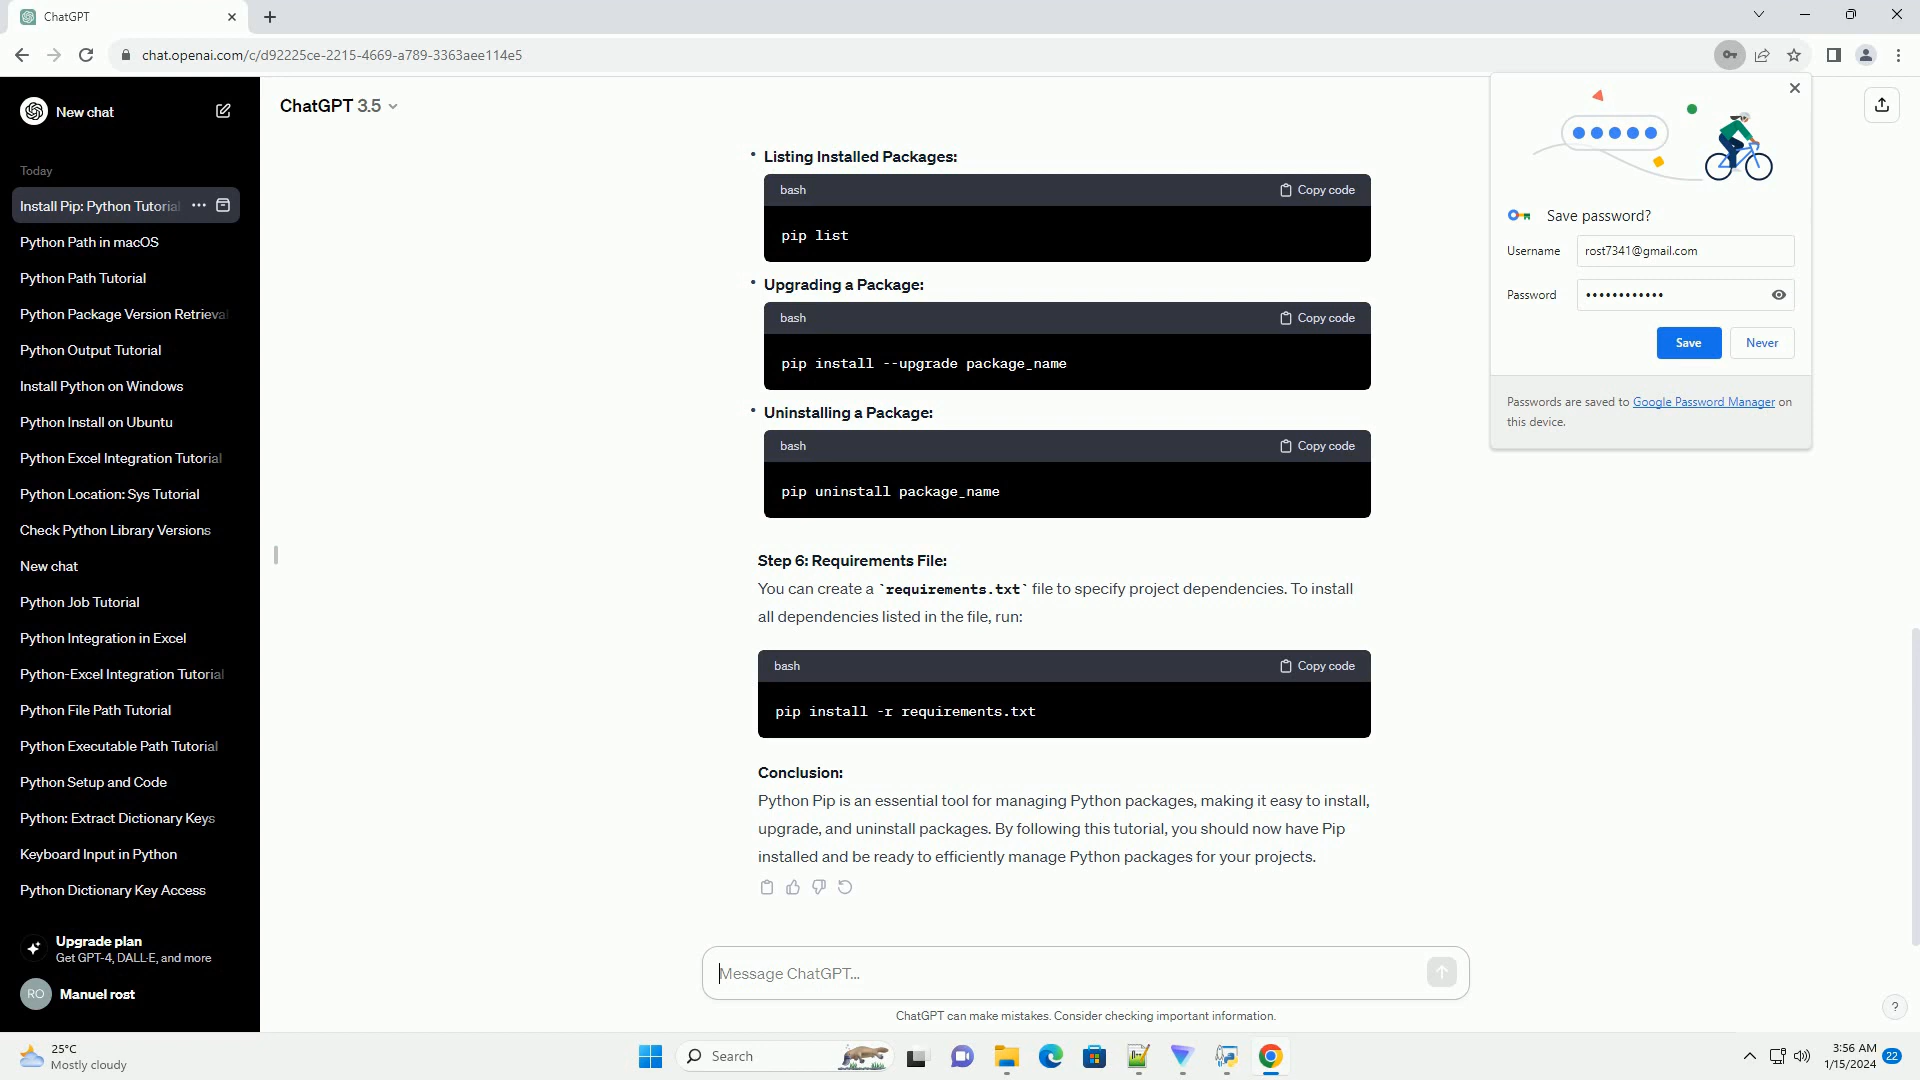 ChatGPT
chat.openai.com/c/d92225ce-2215-4669-a789-3363aee114e5
New chat
Today
Install Pip: Python Tutorial
Python Path in macOS
Python Path Tutorial
Python Package Version Retrieval
Python Output Tutorial
Install Python on Windows
Python Install on Ubuntu
Python Excel Integration Tutorial
Python Location: Sys Tutorial
Check Python Library Versions
New chat
Python Job Tutorial
Python Integration in Excel
Python-Excel Integration Tutorial
Python File Path Tutorial
Python Executable Path Tutorial
Python Setup and Code
Python: Extract Dictionary Keys
Keyboard Input in Python
Python Dictionary Key Access
Upgrade plan
Get GPT-4, DALL·E, and more
RO
Manuel rost
ChatGPT 3.5
• Listing Installed Packages:
bash
Copy code
pip list
• Upgrading a Package:
bash
Copy code
pip install --upgrade package_name
• Uninstalling a Package:
bash
Copy code
pip uninstall package_name
Step 6: Requirements File:
You can create a `requirements.txt` file to specify project dependencies. To install
all dependencies listed in the file, run:
bash
Copy code
pip install -r requirements.txt
Conclusion:
Python Pip is an essential tool for managing Python packages, making it easy to install,
upgrade, and uninstall packages. By following this tutorial, you should now have Pip
installed and be ready to efficiently manage Python packages for your projects.
Message ChatGPT...
ChatGPT can make mistakes. Consider checking important information.
?
Save password?
Username
rost7341@gmail.com
Password
••••••••••••
Save
Never
Passwords are saved to Google Password Manager on
this device.
25°C
Mostly cloudy
Search
3:56 AM
1/15/2024
22